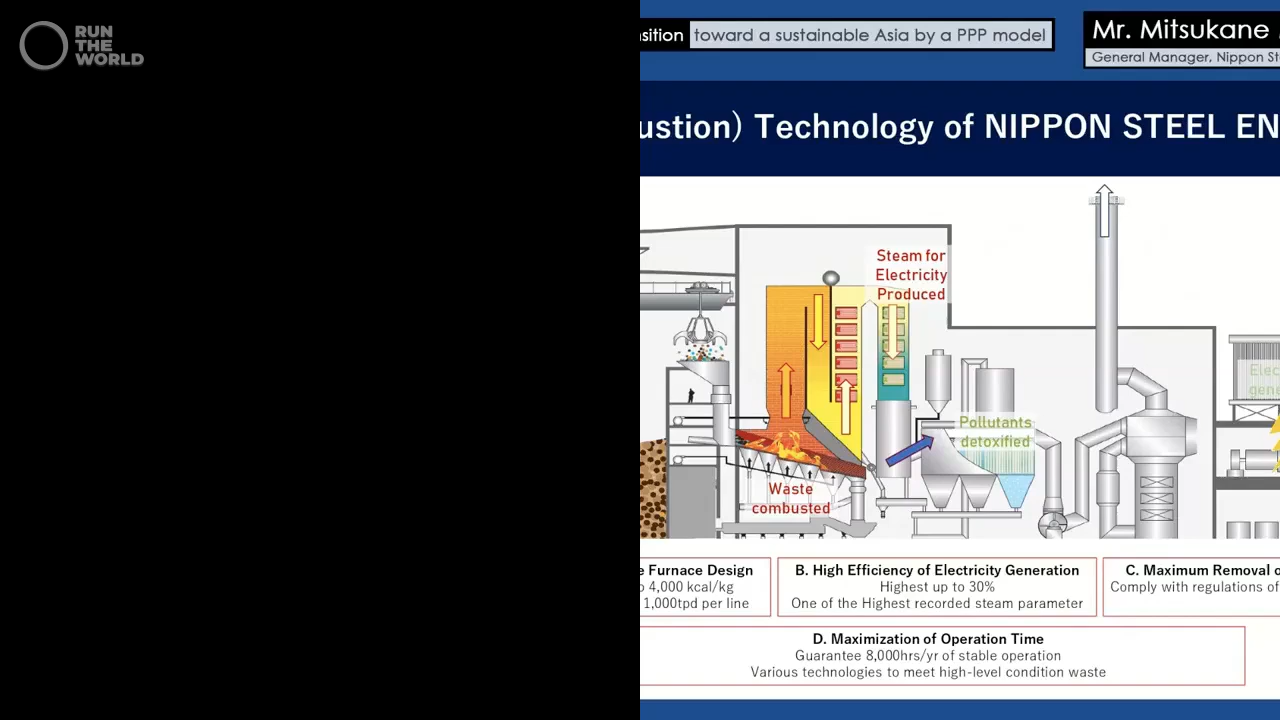 RUN
THE
WORLD
sition toward a sustainable Asia by a PPP model
Mr. Mitsukane
General Manager, Nippon St
ustion) Technology of NIPPON STEEL EN
Steam for
Electricity
Produced
Elec
gene
Pollutants
detoxified
Waste
combusted
e Furnace Design
o 4,000 kcal/kg
1,000tpd per line
B. High Efficiency of Electricity Generation
Highest up to 30%
One of the Highest recorded steam parameter
C. Maximum Removal o
Comply with regulations of
D. Maximization of Operation Time
Guarantee 8,000hrs/yr of stable operation
Various technologies to meet high-level condition waste